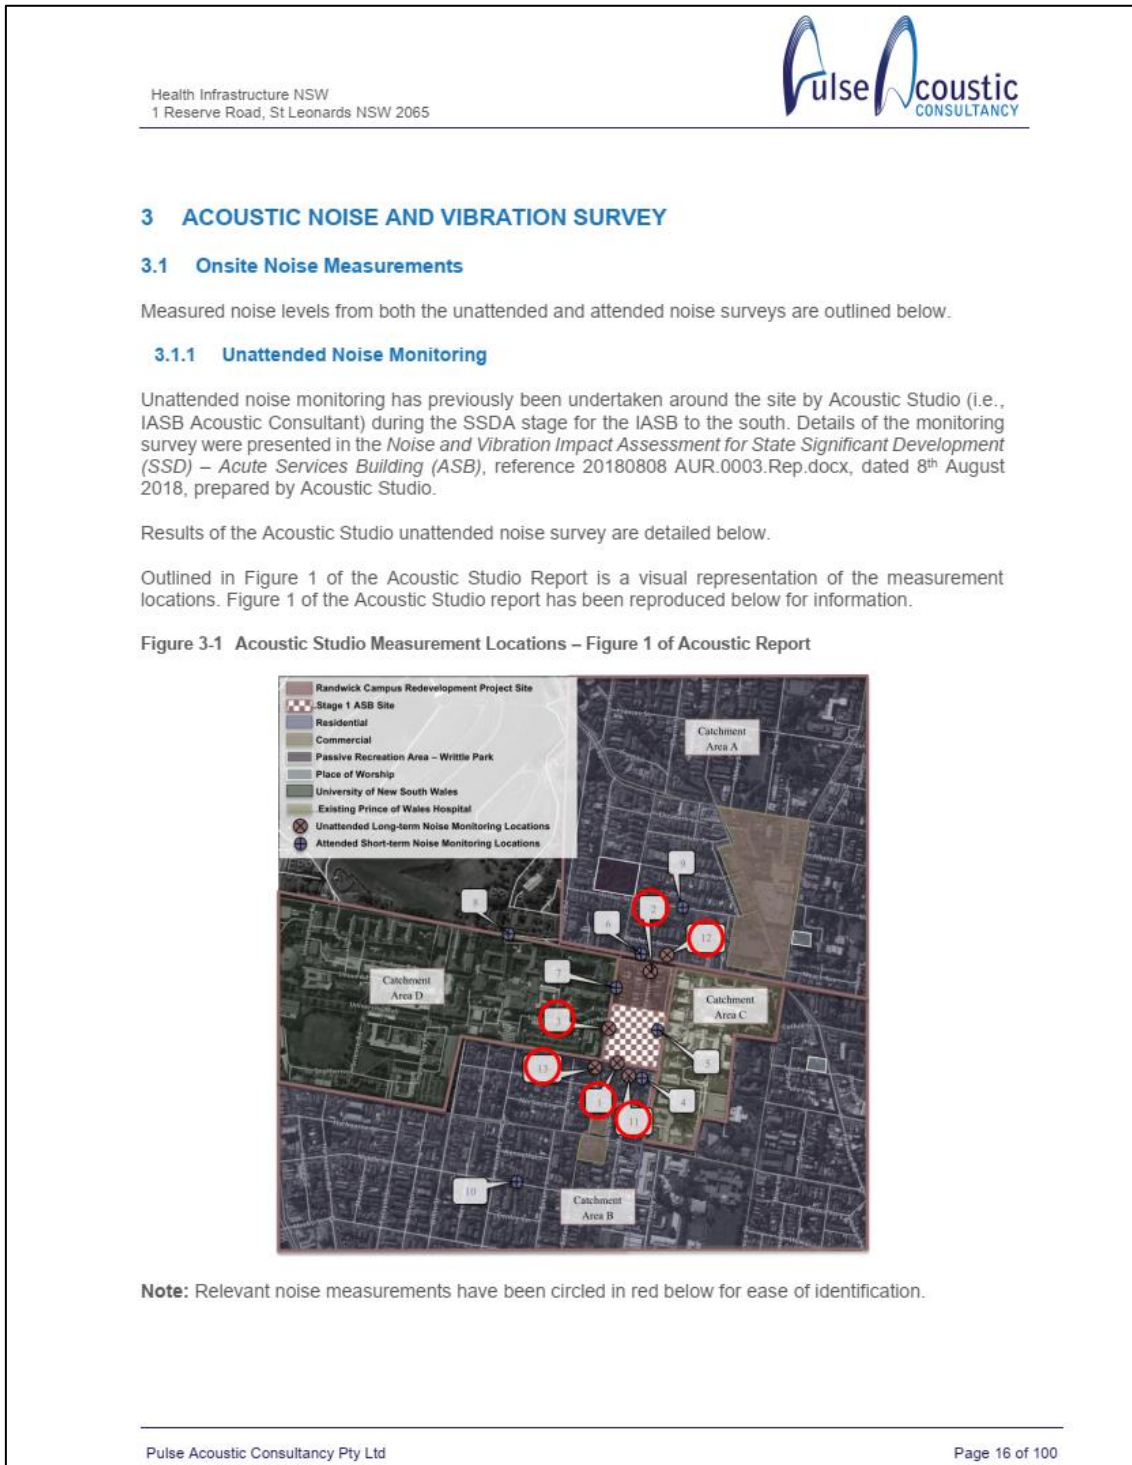 Pulse Acoustic
CONSULTANCY
Health Infrastructure NSW
1 Reserve Road, St Leonards NSW 2065
3 ACOUSTIC NOISE AND VIBRATION SURVEY
3.1 Onsite Noise Measurements
Measured noise levels from both the unattended and attended noise surveys are outlined below.
3.1.1 Unattended Noise Monitoring
Unattended noise monitoring has previously been undertaken around the site by Acoustic Studio (i.e.,
IASB Acoustic Consultant) during the SSDA stage for the IASB to the south. Details of the monitoring
survey were presented in the Noise and Vibration Impact Assessment for State Significant Development
(SSD) – Acute Services Building (ASB), reference 20180808 AUR.0003.Rep.docx, dated 8th August
2018, prepared by Acoustic Studio.
Results of the Acoustic Studio unattended noise survey are detailed below.
Outlined in Figure 1 of the Acoustic Studio Report is a visual representation of the measurement
locations. Figure 1 of the Acoustic Studio report has been reproduced below for information.
Figure 3-1 Acoustic Studio Measurement Locations – Figure 1 of Acoustic Report
Randwick Campus Redevelopment Project Site
Stage 1 ASB Site
Residential
Commercial
Passive Recreation Area – Writtle Park
Place of Worship
University of New South Wales
Existing Prince of Wales Hospital
Unattended Long-term Noise Monitoring Locations
Attended Short-term Noise Monitoring Locations
Catchment
Area A
9
8
2
6
12
7
Catchment
Area D
Catchment
Area C
3
5
13
1
4
11
10
Catchment
Area B
Note: Relevant noise measurements have been circled in red below for ease of identification.
Pulse Acoustic Consultancy Pty Ltd
Page 16 of 100